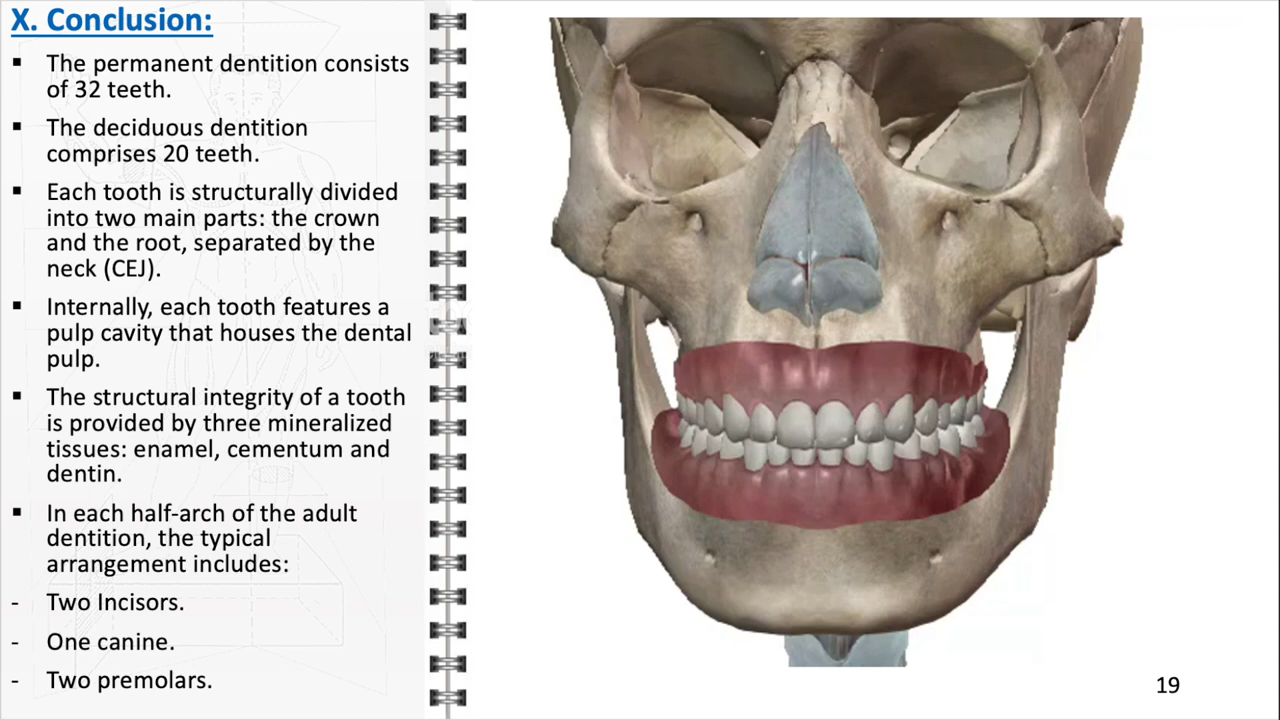 X. Conclusion:
▪ The permanent dentition consists
of 32 teeth.
▪ The deciduous dentition
comprises 20 teeth.
▪ Each tooth is structurally divided
into two main parts: the crown
and the root, separated by the
neck (CEJ).
▪ Internally, each tooth features a
pulp cavity that houses the dental
pulp.
▪ The structural integrity of a tooth
is provided by three mineralized
tissues: enamel, cementum and
dentin.
▪ In each half-arch of the adult
dentition, the typical
arrangement includes:
- Two Incisors.
- One canine.
- Two premolars.
19